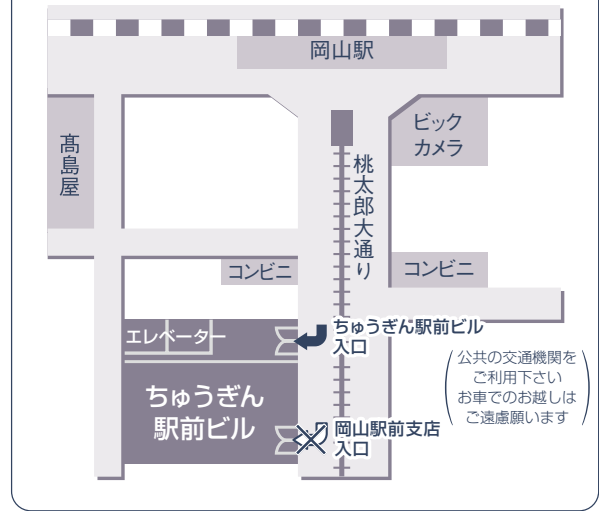 岡山駅
髙島屋
ビック
カメラ
桃太郎大通り
コンビニ
コンビニ
エレベーター
ちゅうぎん駅前ビル
入口
公共の交通機関を
ご利用下さい
お車でのお越しは
ご遠慮願います
ちゅうぎん
駅前ビル
岡山駅前支店
入口